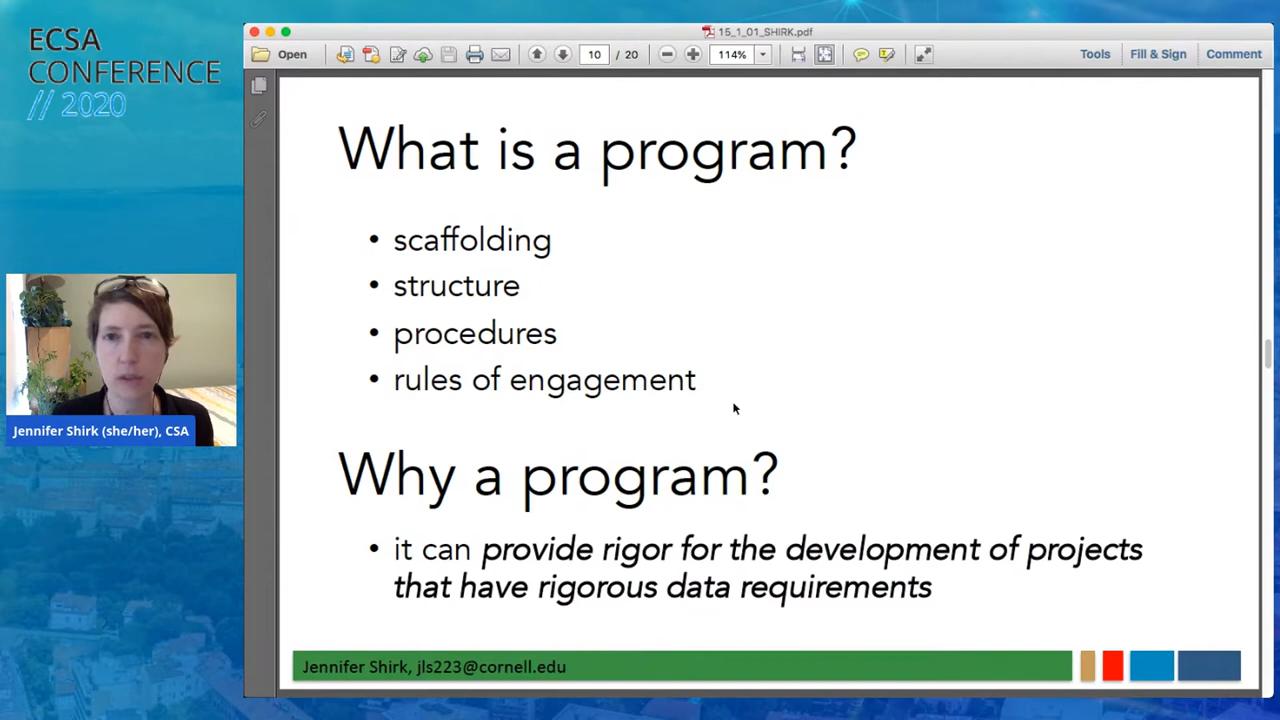 ECSA
CONFERENCE
// 2020
15_1_01_SHIRK.pdf
Open
10 / 20
114%
Tools
Fill & Sign
Comment
What is a program?
• scaffolding
• structure
• procedures
• rules of engagement
Why a program?
• it can provide rigor for the development of projects
that have rigorous data requirements
Jennifer Shirk (she/her), CSA
Jennifer Shirk, jls223@cornell.edu